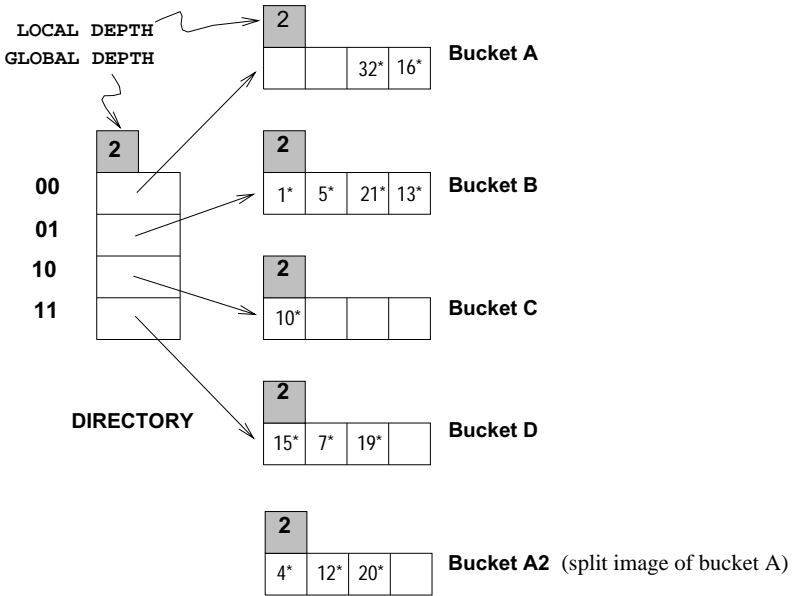 LOCAL DEPTH
GLOBAL DEPTH
2
32* 16*
Bucket A
2
00
01
10
11
DIRECTORY
2
1* 5* 21* 13*
Bucket B
2
10*
Bucket C
2
15* 7* 19*
Bucket D
2
4* 12* 20*
Bucket A2 (split image of bucket A)